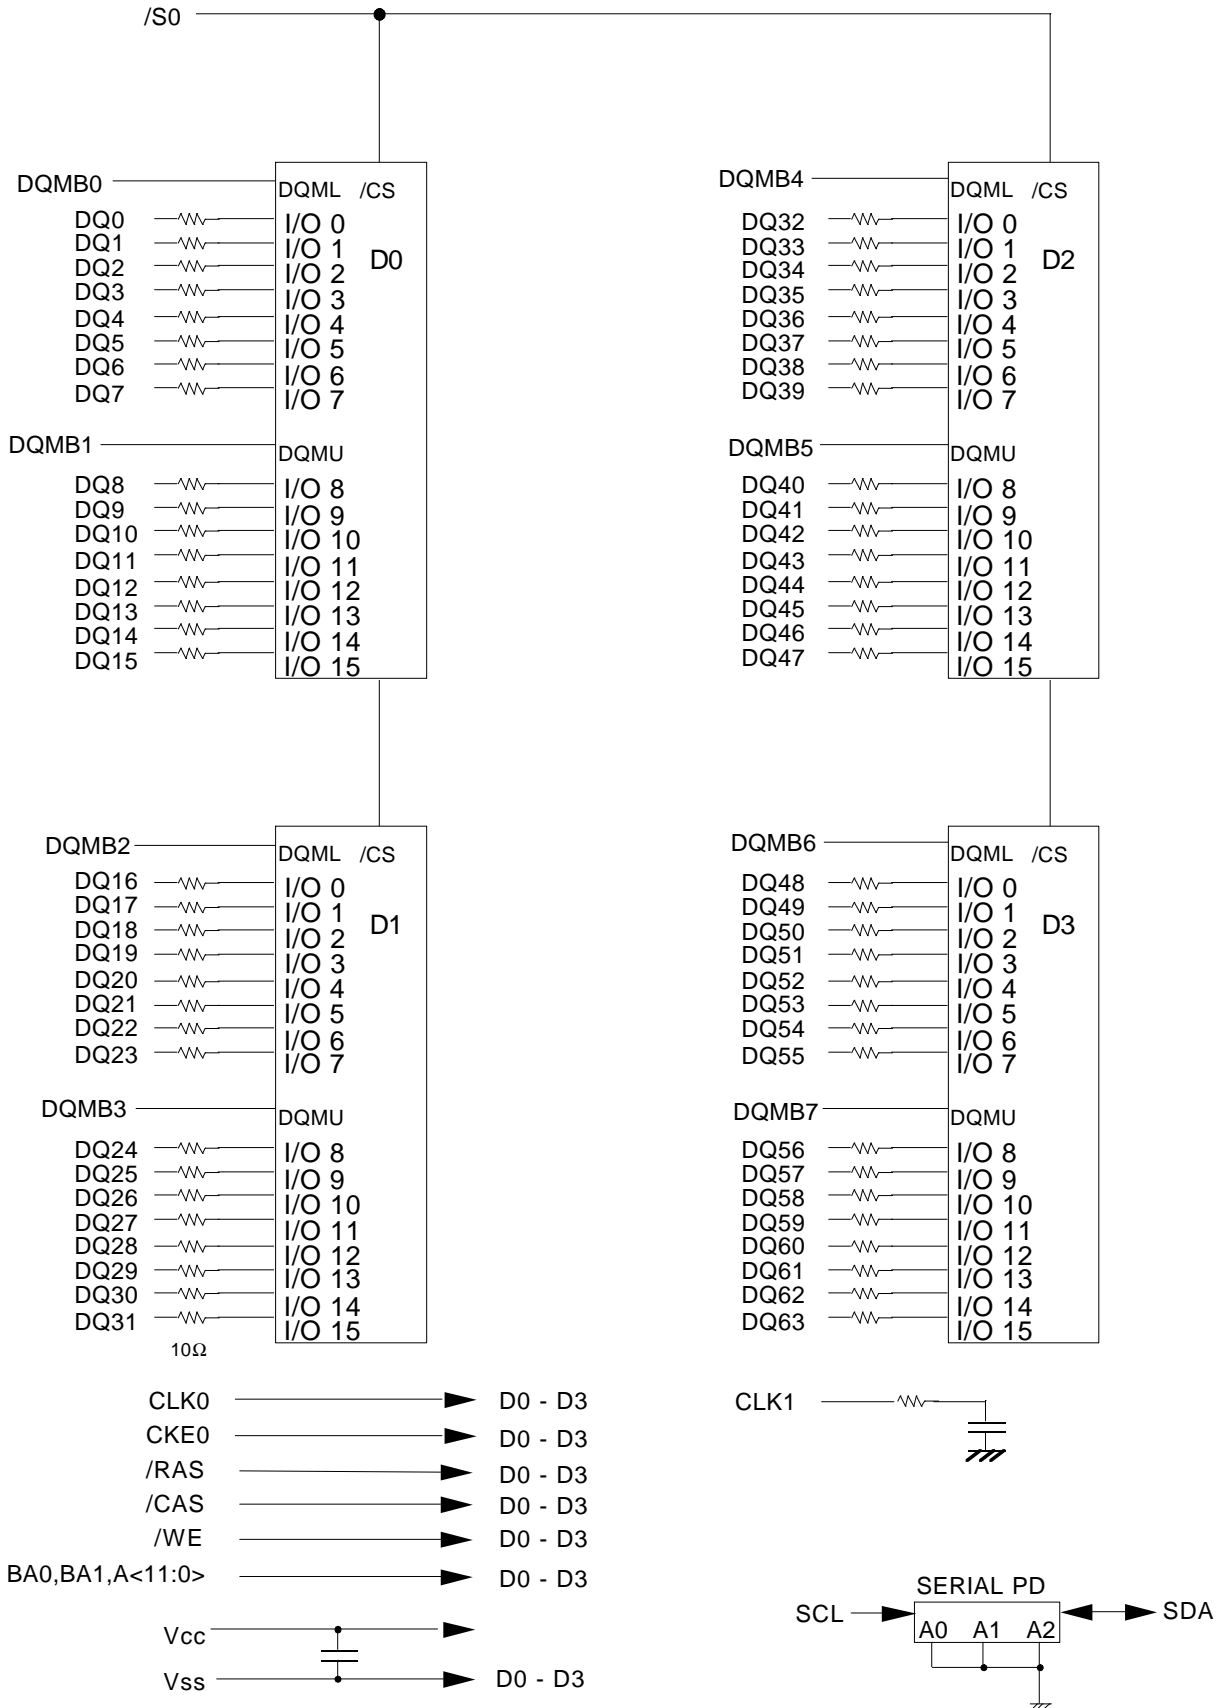 /S0
DQMB0
DQML /CS
DQ0 I/O 0
DQ1 I/O 1
D0
DQ2 I/O 2
DQ3 I/O 3
DQ4 I/O 4
DQ5 I/O 5
DQ6 I/O 6
DQ7 I/O 7
DQMB1
DQMU
DQ8 I/O 8
DQ9 I/O 9
DQ10 I/O 10
DQ11 I/O 11
DQ12 I/O 12
DQ13 I/O 13
DQ14 I/O 14
DQ15 I/O 15
DQMB4
DQML /CS
DQ32 I/O 0
DQ33 I/O 1
D2
DQ34 I/O 2
DQ35 I/O 3
DQ36 I/O 4
DQ37 I/O 5
DQ38 I/O 6
DQ39 I/O 7
DQMB5
DQMU
DQ40 I/O 8
DQ41 I/O 9
DQ42 I/O 10
DQ43 I/O 11
DQ44 I/O 12
DQ45 I/O 13
DQ46 I/O 14
DQ47 I/O 15
DQMB2
DQML /CS
DQ16 I/O 0
DQ17 I/O 1
D1
DQ18 I/O 2
DQ19 I/O 3
DQ20 I/O 4
DQ21 I/O 5
DQ22 I/O 6
DQ23 I/O 7
DQMB3
DQMU
DQ24 I/O 8
DQ25 I/O 9
DQ26 I/O 10
DQ27 I/O 11
DQ28 I/O 12
DQ29 I/O 13
DQ30 I/O 14
DQ31 I/O 15
10Ω
DQMB6
DQML /CS
DQ48 I/O 0
DQ49 I/O 1
D3
DQ50 I/O 2
DQ51 I/O 3
DQ52 I/O 4
DQ53 I/O 5
DQ54 I/O 6
DQ55 I/O 7
DQMB7
DQMU
DQ56 I/O 8
DQ57 I/O 9
DQ58 I/O 10
DQ59 I/O 11
DQ60 I/O 12
DQ61 I/O 13
DQ62 I/O 14
DQ63 I/O 15
CLK0 D0 - D3
CKE0 D0 - D3
/RAS D0 - D3
/CAS D0 - D3
/WE D0 - D3
BA0,BA1,A<11:0> D0 - D3
Vcc
Vss D0 - D3
CLK1
SERIAL PD
SCL SDA
A0 A1 A2